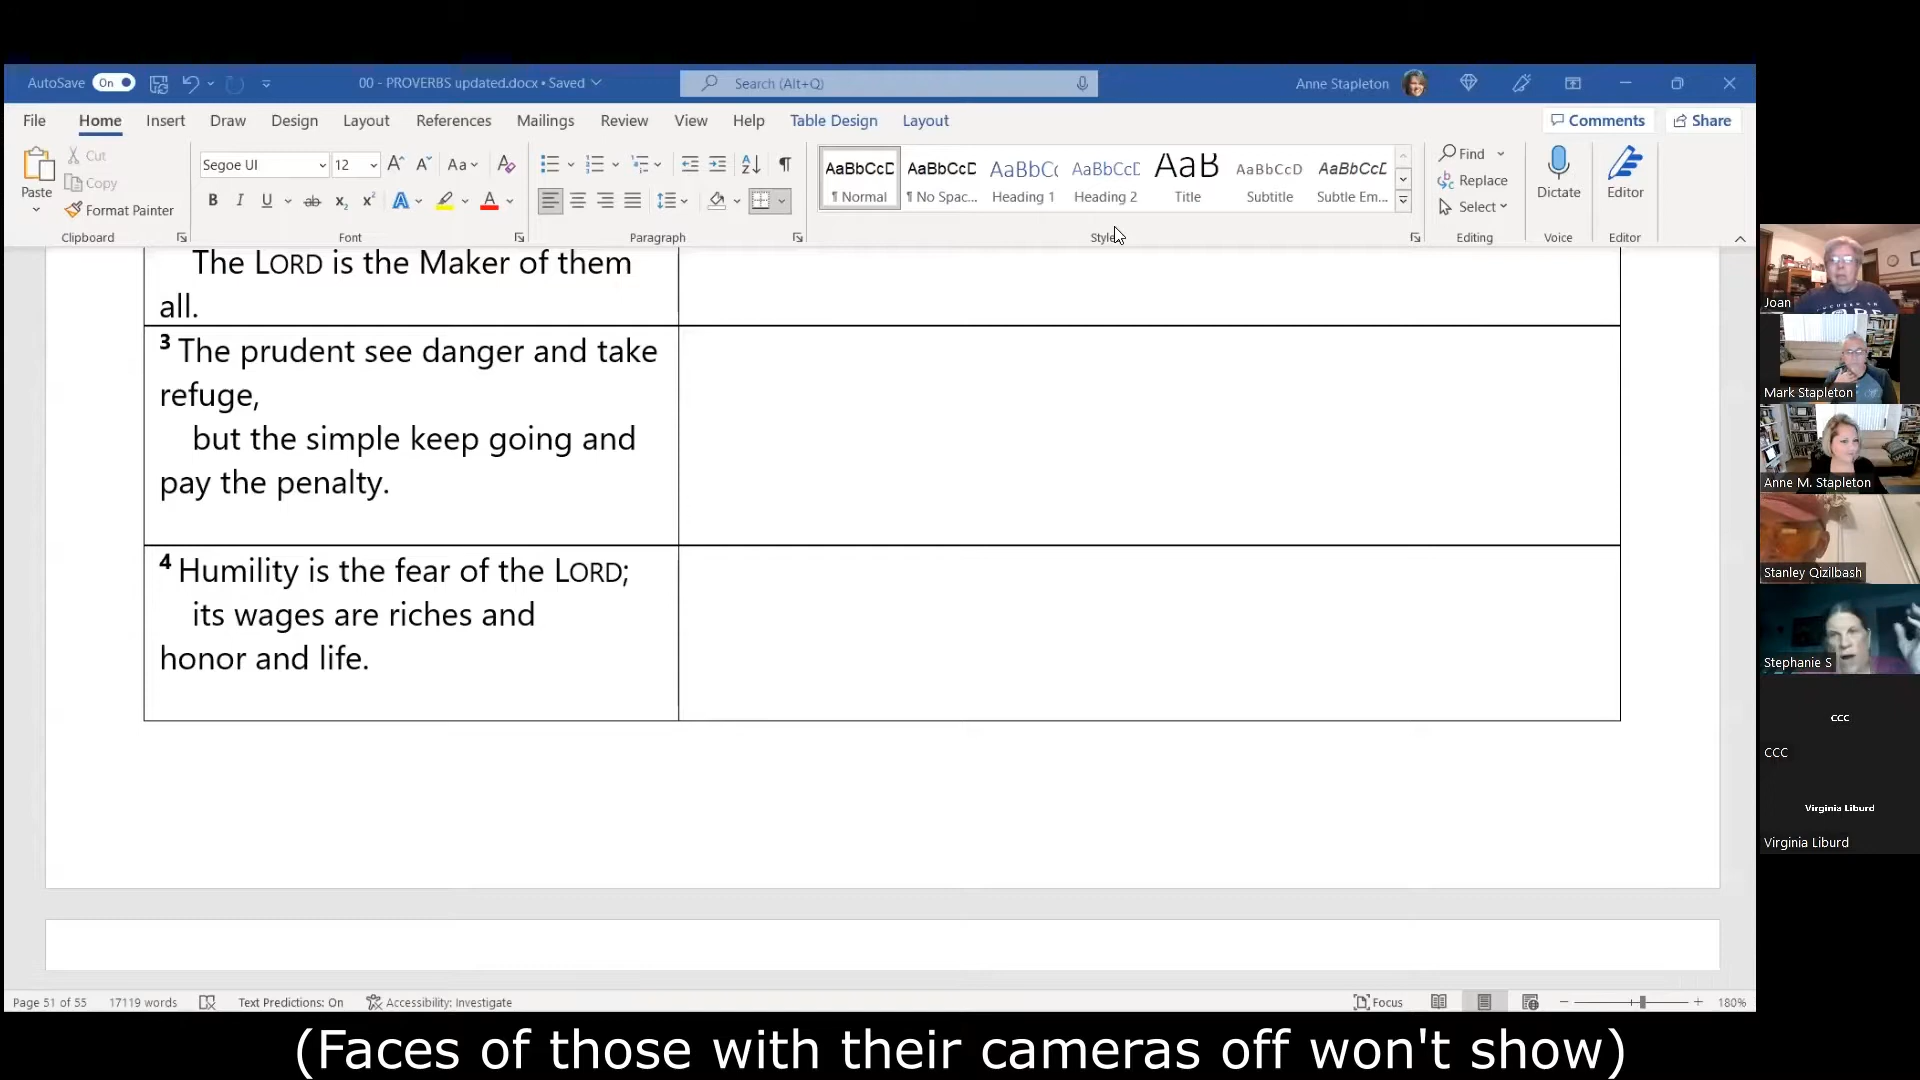 AutoSave On 00 - PROVERBS updated.docx • Saved Search (Alt+Q) Anne Stapleton
File Home Insert Draw Design Layout References Mailings Review View Help Table Design Layout Comments Share
Paste Cut Copy Format Painter
Segoe UI 12 Aa
B I U ab x2 x2 A A
AaBbCcD AaBbCcD AaBbCc AaBbCcD AaB AaBbCcD AaBbCcD
¶ Normal ¶ No Spac... Heading 1 Heading 2 Title Subtitle Subtle Em...
Find
Replace
Select
Dictate
Editor
Clipboard Font Paragraph Styles Editing Voice Editor
The LORD is the Maker of them
all.
3 The prudent see danger and take
refuge,
but the simple keep going and
pay the penalty.
4 Humility is the fear of the LORD;
its wages are riches and
honor and life.
Joan
Mark Stapleton
Anne M. Stapleton
Stanley Qizilbash
Stephanie S
CCC
CCC
Virginia Liburd
Virginia Liburd
Page 51 of 55 17119 words Text Predictions: On Accessibility: Investigate Focus 180%
(Faces of those with their cameras off won't show)